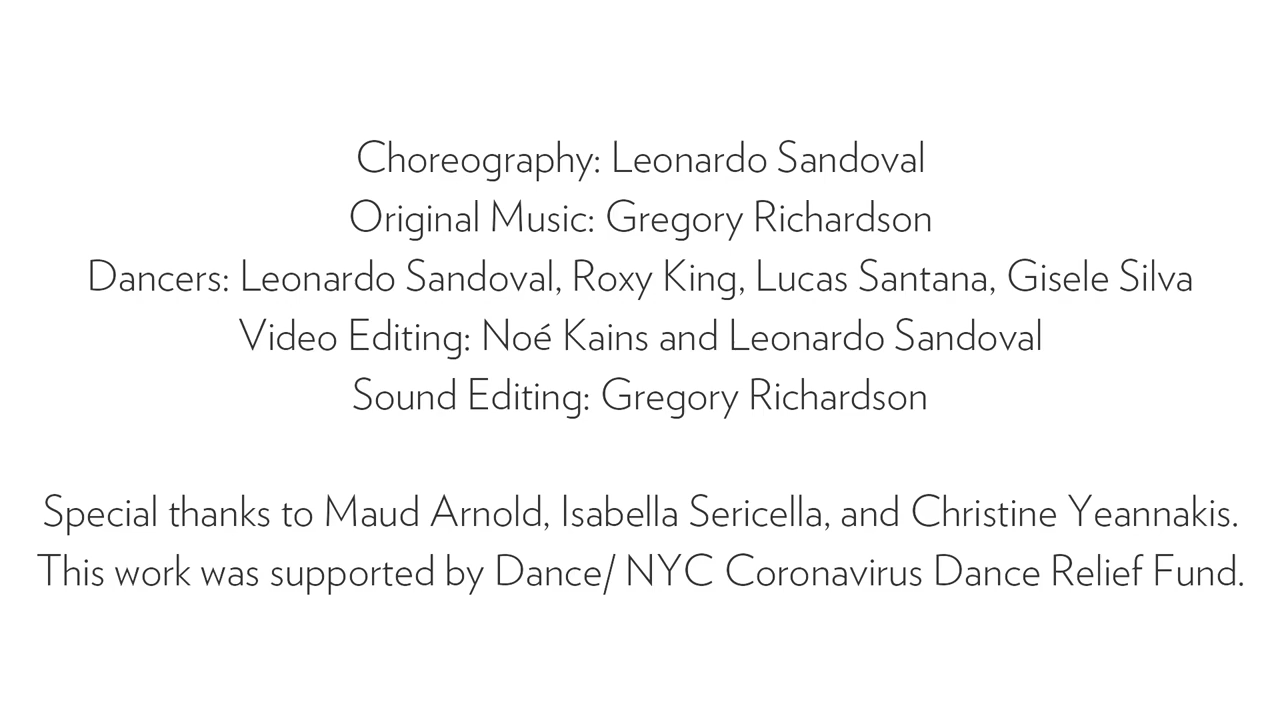 Choreography: Leonardo Sandoval
Original Music: Gregory Richardson
Dancers: Leonardo Sandoval, Roxy King, Lucas Santana, Gisele Silva
Video Editing: Noé Kains and Leonardo Sandoval
Sound Editing: Gregory Richardson
Special thanks to Maud Arnold, Isabella Sericella, and Christine Yeannakis.
This work was supported by Dance/ NYC Coronavirus Dance Relief Fund.